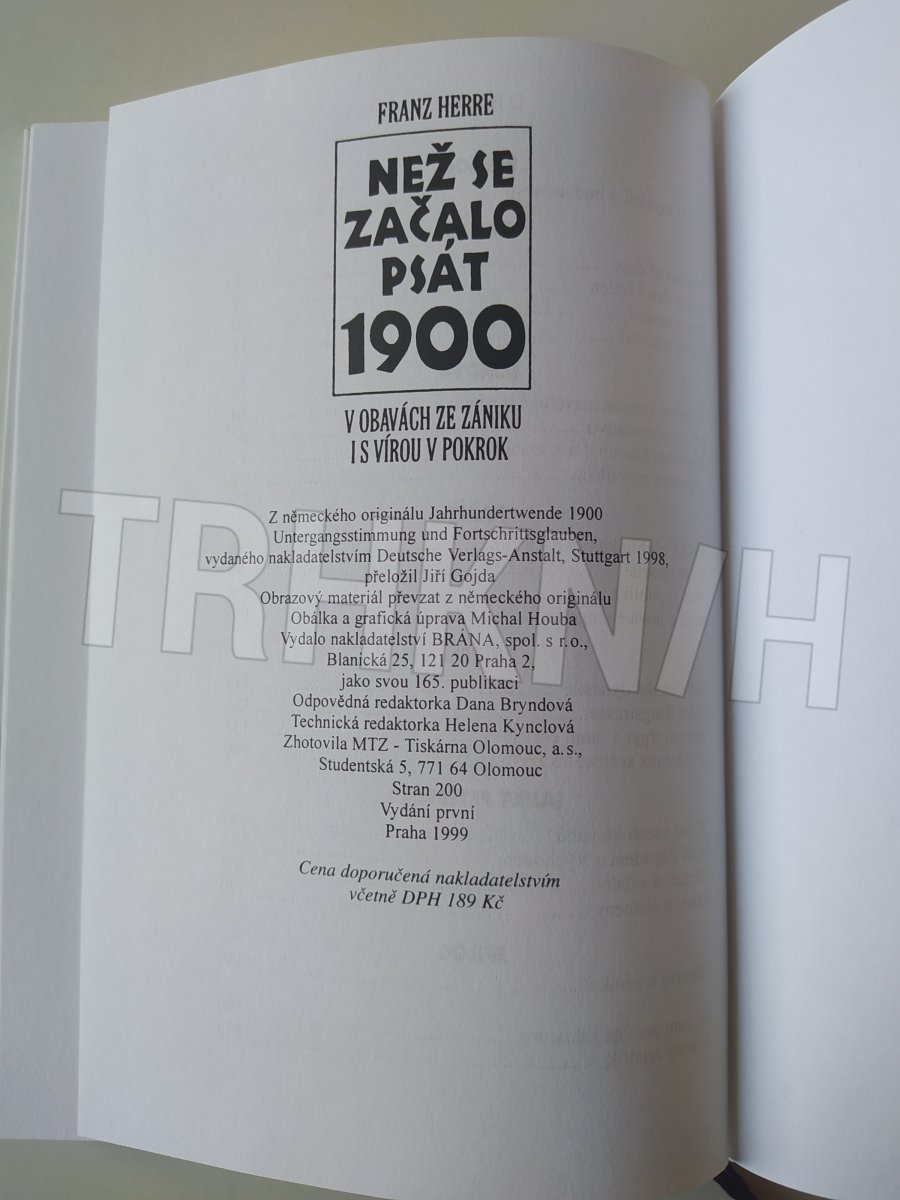 FRANZ HERRE
NEŽ SE
ZAČALO
PSÁT
1900
V OBAVÁCH ZE ZÁNIKU
I S VÍROU V POKROK
Z německého originálu Jahrhundertwende 1900
Untergangsstimmung und Fortschrittsglauben,
vydaného nakladatelstvím Deutsche Verlags-Anstalt, Stuttgart 1998,
přeložil Jiří Gojda
Obrazový materiál převzat z německého originálu
Obálka a grafická úprava Michal Houba
Vydalo nakladatelství BRÁNA, spol. s r.o.,
Blanická 25, 121 20 Praha 2,
jako svou 165. publikaci
Odpovědná redaktorka Dana Bryndová
Technická redaktorka Helena Kynclová
Zhotovila MTZ - Tiskárna Olomouc, a.s.,
Studentská 5, 771 64 Olomouc
Stran 200
Vydání první
Praha 1999
Cena doporučená nakladatelstvím
včetně DPH 189 Kč
TRHKN/H